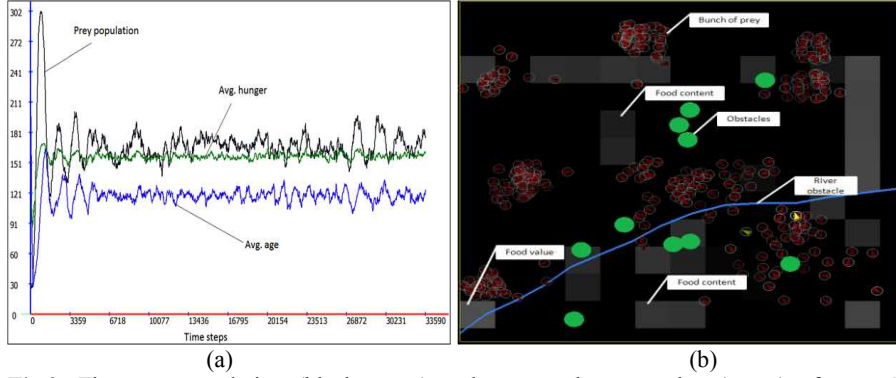 302
272
241
211
181
151
121
91
60
30
0
Prey population
Avg. hunger
Avg. age
0 3359 6718 10077 13436 16795 20154 23513 26872 30231 33590
Time steps
(a)
Bunch of prey
Food content
Obstacles
River
obstacle
Food value
Food content
(b)